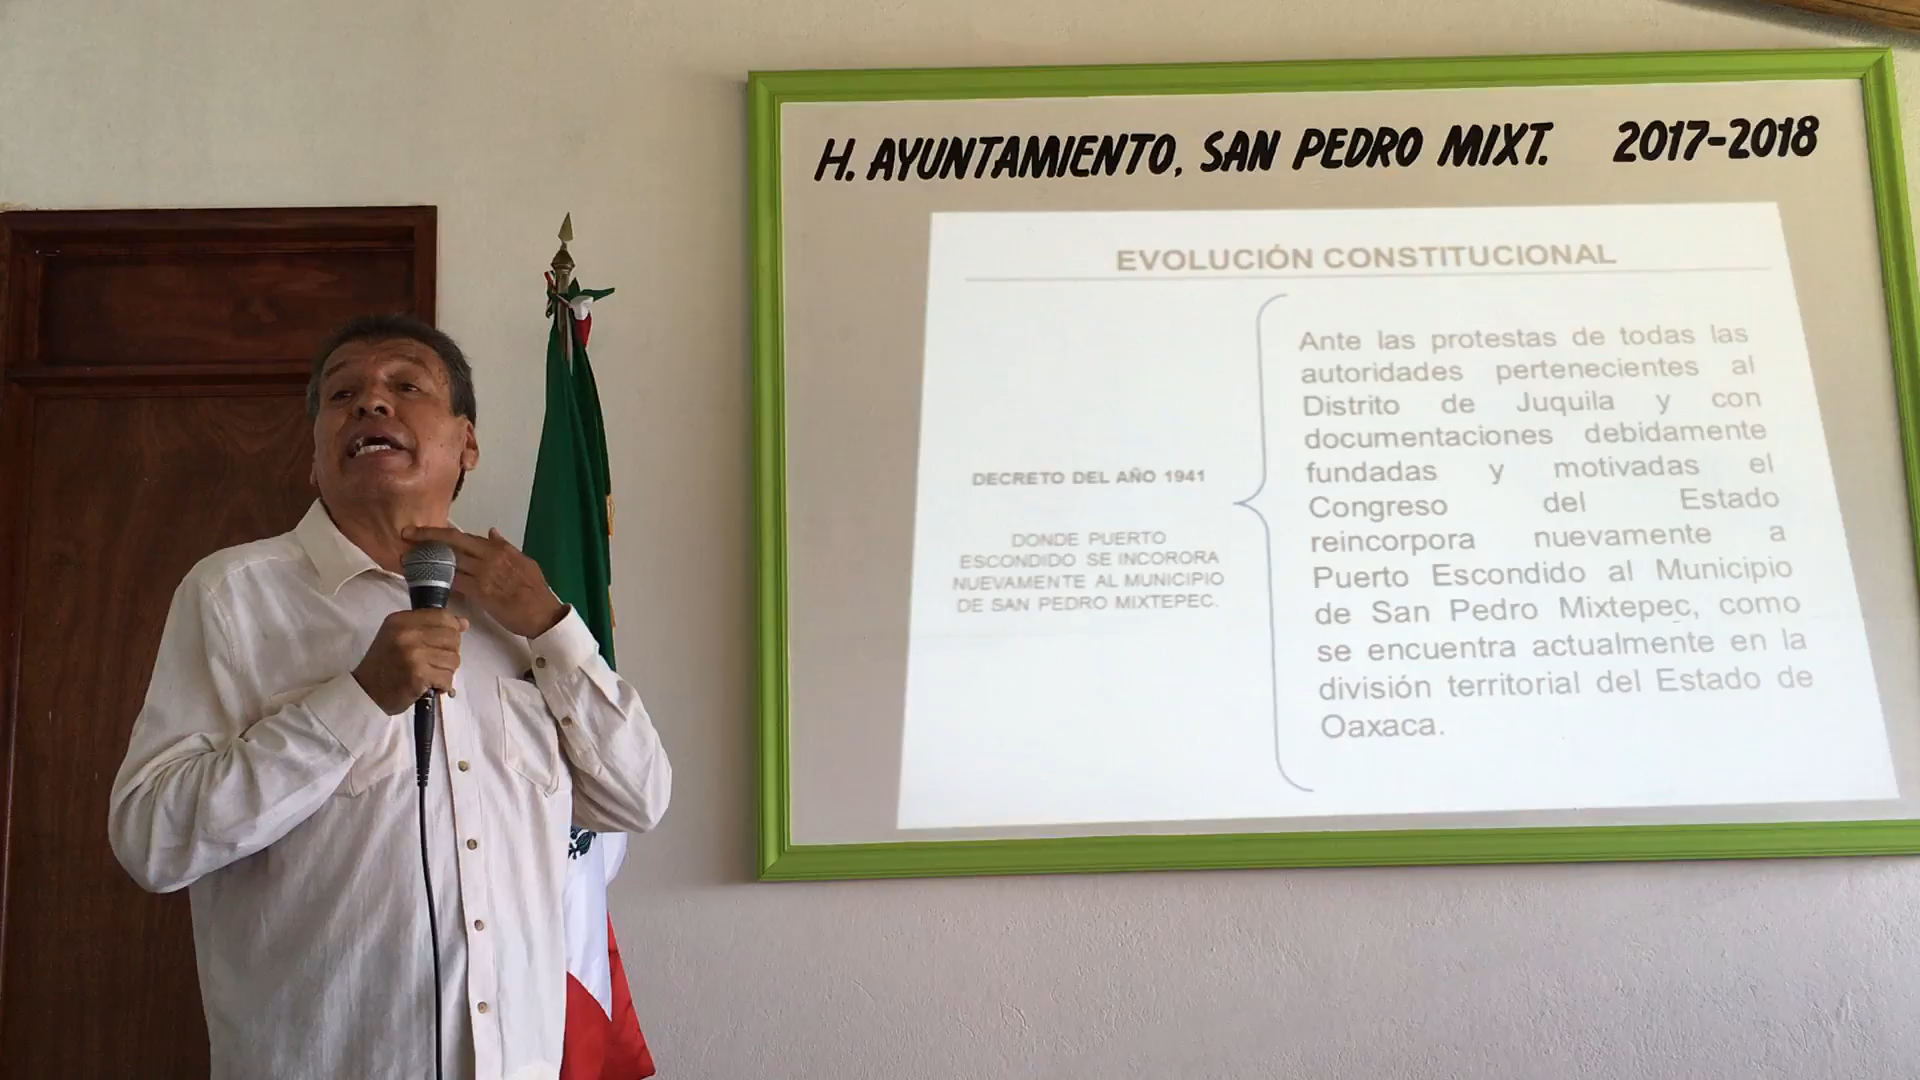 H. AYUNTAMIENTO, SAN PEDRO MIXT. 2017-2018
EVOLUCIÓN CONSTITUCIONAL
DECRETO DEL AÑO 1941
DONDE PUERTO
ESCONDIDO SE INCORORA
NUEVAMENTE AL MUNICIPIO
DE SAN PEDRO MIXTEPEC.
Ante las protestas de todas las
autoridades pertenecientes al
Distrito de Juquila y con
documentaciones debidamente
fundadas y motivadas el
Congreso del Estado
reincorpora nuevamente a
Puerto Escondido al Municipio
de San Pedro Mixtepec, como
se encuentra actualmente en la
división territorial del Estado de
Oaxaca.